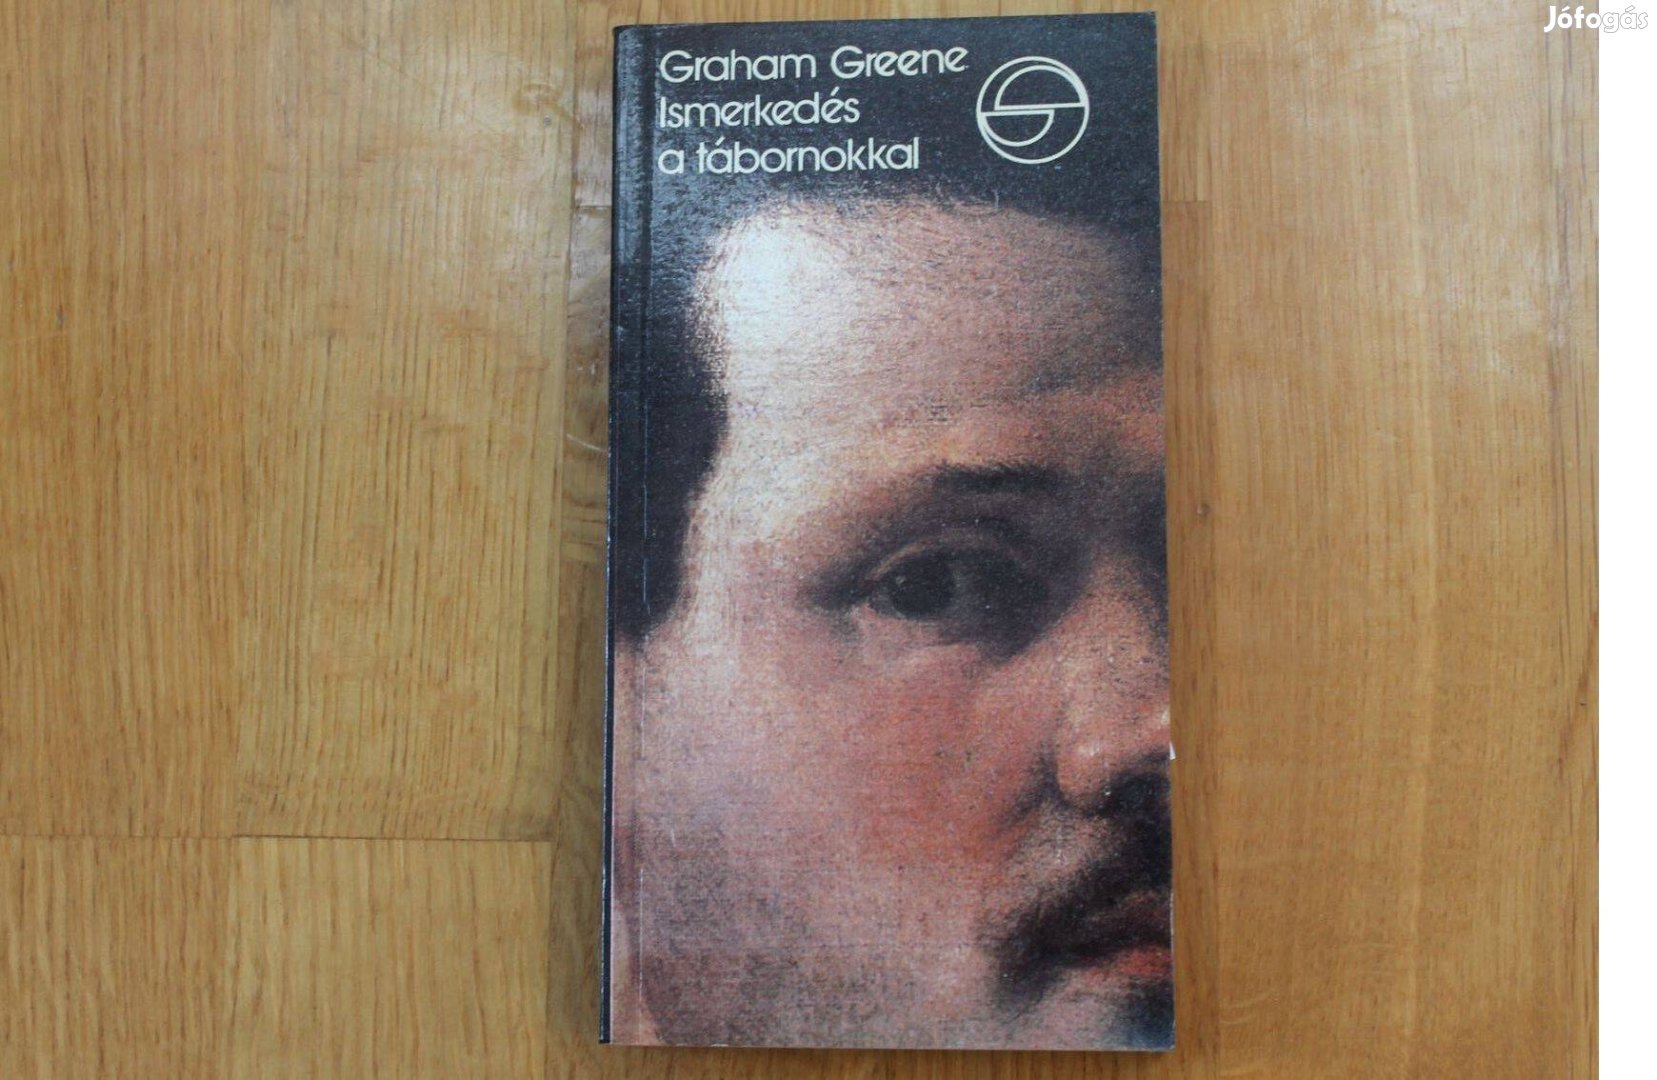 Jófogás
Graham Greene
Ismerkedés
a tábornokkal